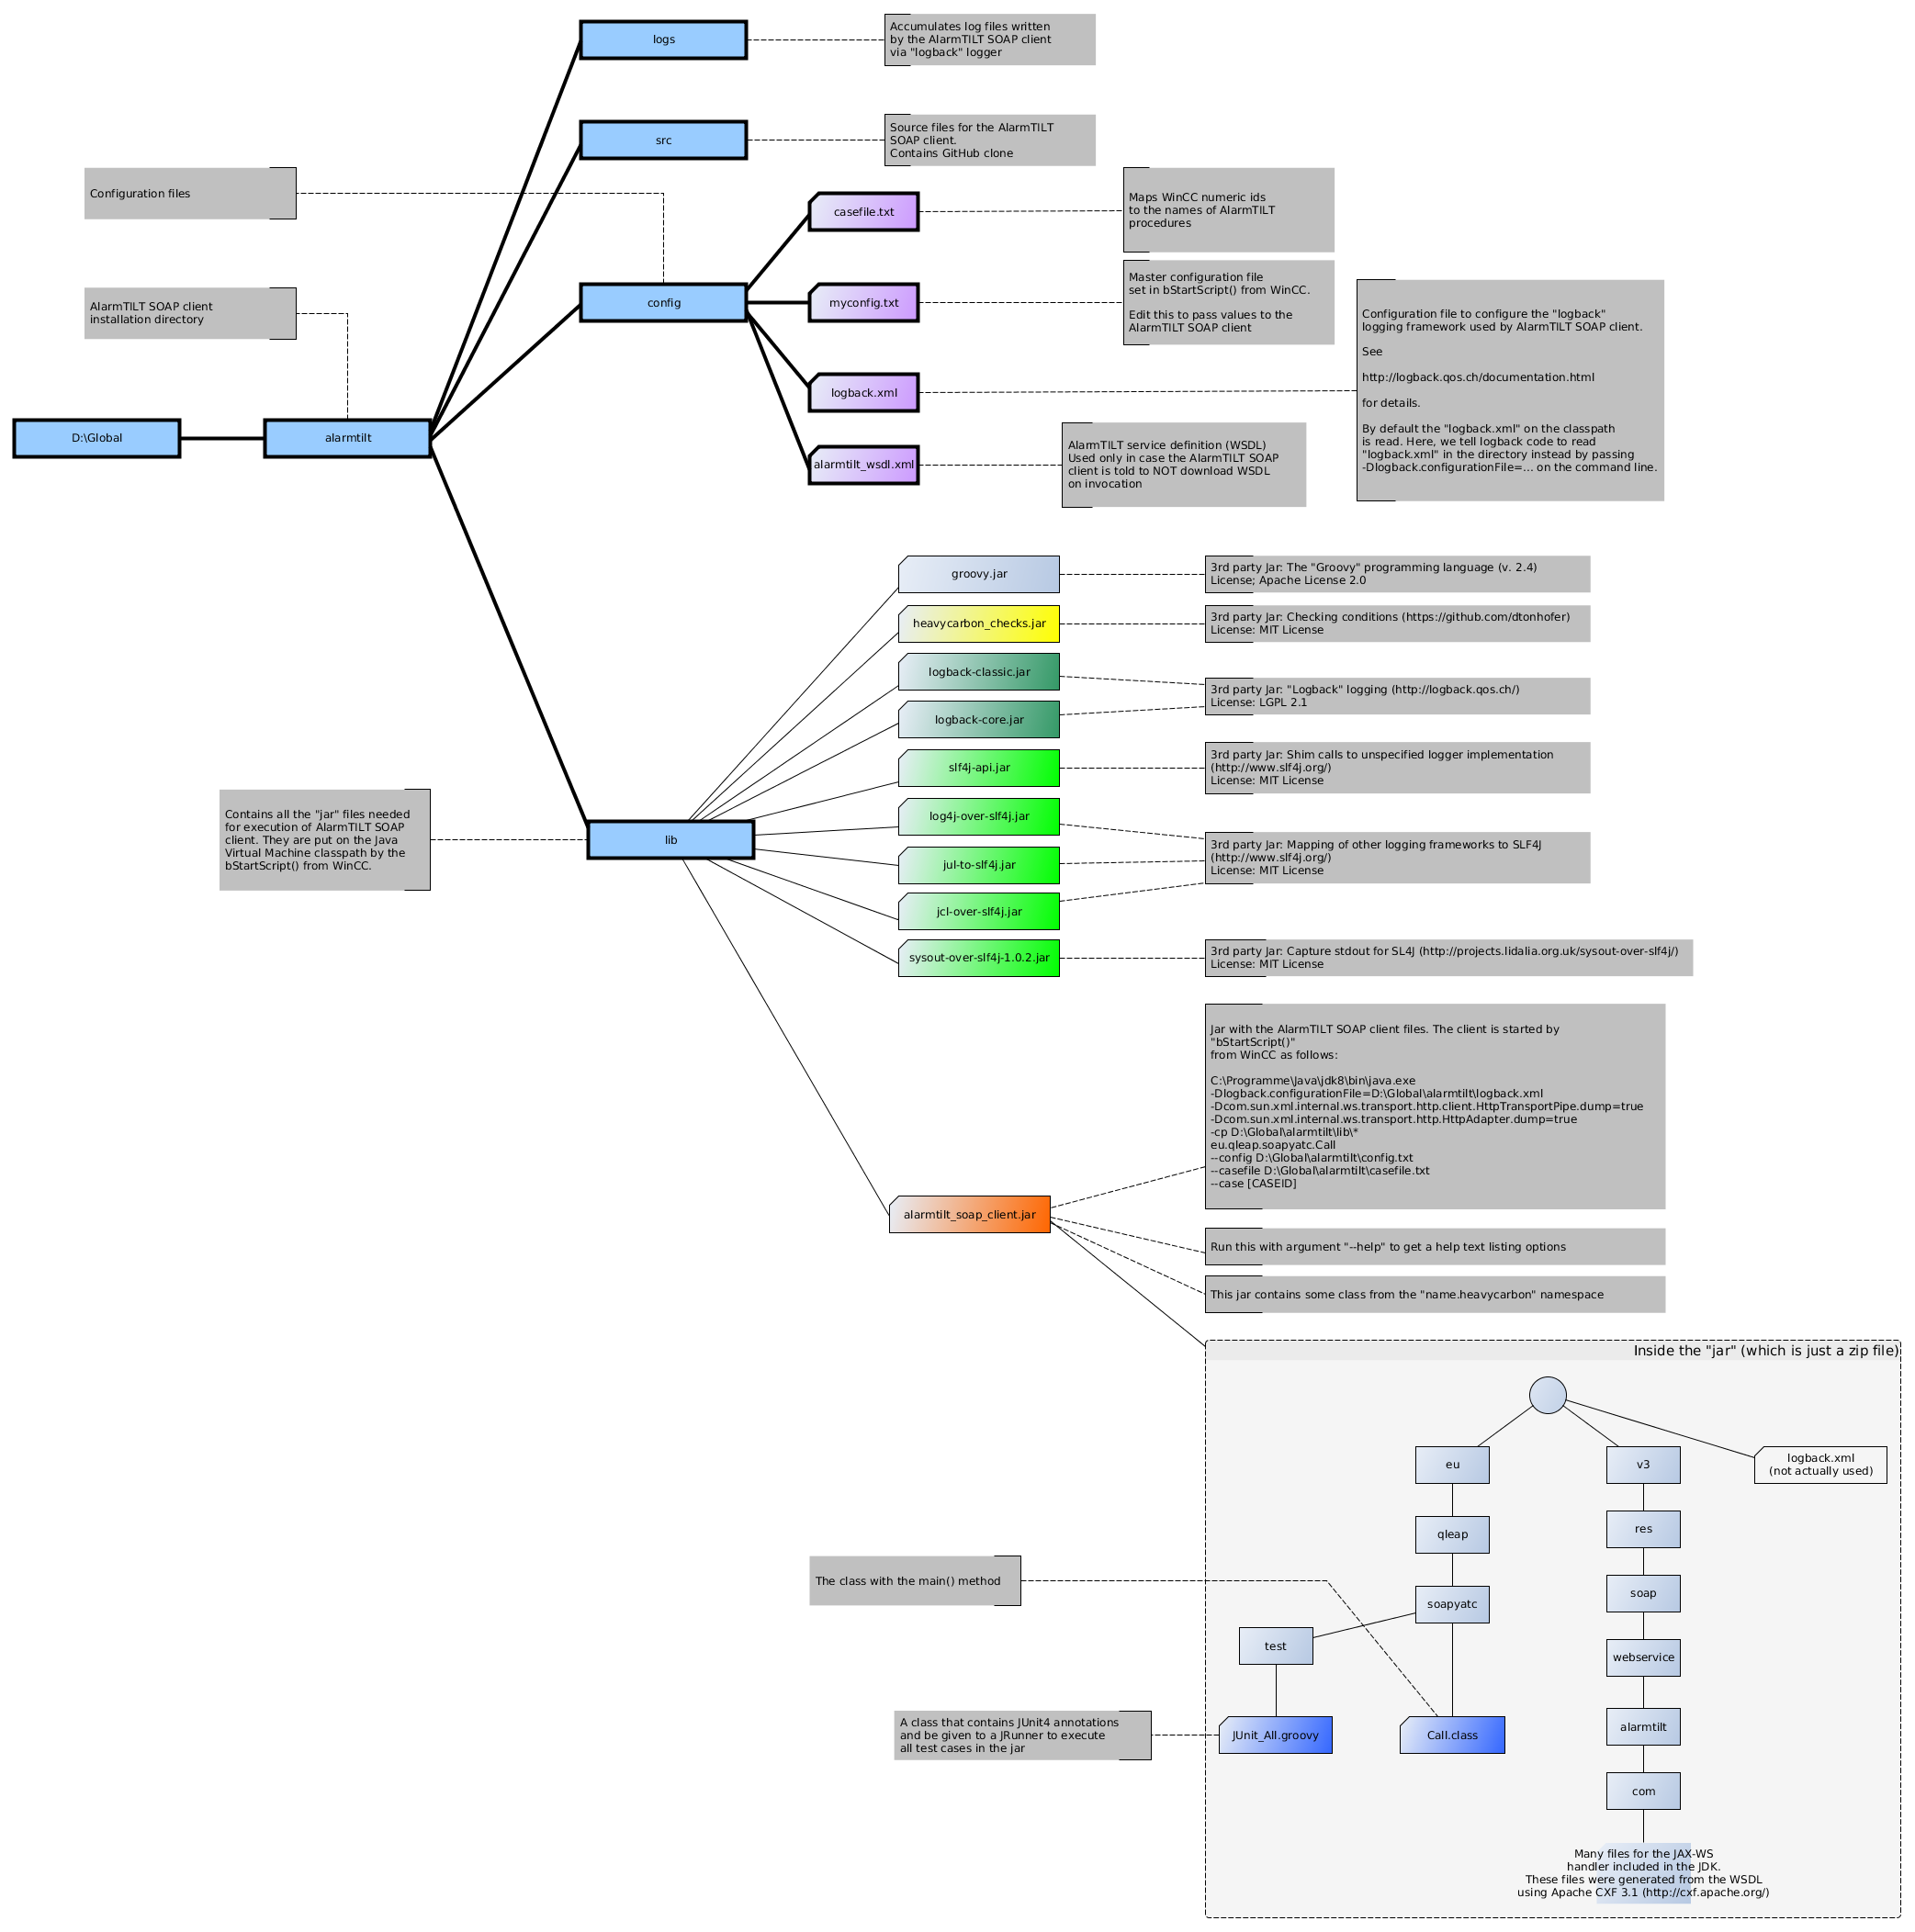 logs
Accumulates log files written
by the AlarmTILT SOAP client
via "logback" logger
src
Source files for the AlarmTILT
SOAP client.
Contains GitHub clone
Configuration files
casefile.txt
Maps WinCC numeric ids
to the names of AlarmTILT
procedures
AlarmTILT SOAP client
installation directory
config
myconfig.txt
Master configuration file
set in bStartScript() from WinCC.
Edit this to pass values to the
AlarmTILT SOAP client
Configuration file to configure the "logback"
logging framework used by AlarmTILT SOAP client.
See
http://logback.qos.ch/documentation.html
for details.
By default the "logback.xml" on the classpath
is read. Here, we tell logback code to read
"logback.xml" in the directory instead by passing
-Dlogback.configurationFile=... on the command line.
logback.xml
D:\Global
alarmtilt
alarmtilt_wsdl.xml
AlarmTILT service definition (WSDL)
Used only in case the AlarmTILT SOAP
client is told to NOT download WSDL
on invocation
groovy.jar
3rd party Jar: The "Groovy" programming language (v. 2.4)
License; Apache License 2.0
heavycarbon_checks.jar
3rd party Jar: Checking conditions (https://github.com/dtonhofer)
License: MIT License
logback-classic.jar
logback-core.jar
3rd party Jar: "Logback" logging (http://logback.qos.ch/)
License: LGPL 2.1
slf4j-api.jar
3rd party Jar: Shim calls to unspecified logger implementation
(http://www.slf4j.org/)
License: MIT License
Contains all the "jar" files needed
for execution of AlarmTILT SOAP
client. They are put on the Java
Virtual Machine classpath by the
bStartScript() from WinCC.
lib
log4j-over-slf4j.jar
jul-to-slf4j.jar
jcl-over-slf4j.jar
3rd party Jar: Mapping of other logging frameworks to SLF4J
(http://www.slf4j.org/)
License: MIT License
sysout-over-slf4j-1.0.2.jar
3rd party Jar: Capture stdout for SL4J (http://projects.lidalia.org.uk/sysout-over-slf4j/)
License: MIT License
Jar with the AlarmTILT SOAP client files. The client is started by
"bStartScript()"
from WinCC as follows:
C:\Programme\Java\jdk8\bin\java.exe
-Dlogback.configurationFile=D:\Global\alarmtilt\logback.xml
-Dcom.sun.xml.internal.ws.transport.http.client.HttpTransportPipe.dump=true
-Dcom.sun.xml.internal.ws.transport.http.HttpAdapter.dump=true
-cp D:\Global\alarmtilt\lib\*
eu.qleap.soapyatc.Call
--config D:\Global\alarmtilt\config.txt
--casefile D:\Global\alarmtilt\casefile.txt
--case [CASEID]
alarmtilt_soap_client.jar
Run this with argument "--help" to get a help text listing options
This jar contains some class from the "name.heavycarbon" namespace
Inside the "jar" (which is just a zip file)
eu
v3
logback.xml
(not actually used)
qleap
res
The class with the main() method
soapyatc
soap
test
webservice
A class that contains JUnit4 annotations
and be given to a JRunner to execute
all test cases in the jar
JUnit_All.groovy
Call.class
alarmtilt
com
Many files for the JAX-WS
handler included in the JDK.
These files were generated from the WSDL
using Apache CXF 3.1 (http://cxf.apache.org/)